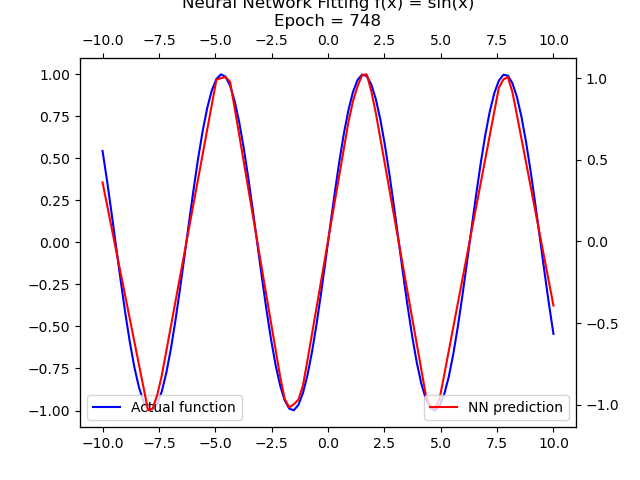 Neural Network Fitting f(x) = sin(x)
Epoch = 748
−10.0 −7.5 −5.0 −2.5 0.0 2.5 5.0 7.5 10.0
1.00
0.75
0.50
0.25
0.00
−0.25
−0.50
−0.75
−1.00
1.0
0.5
0.0
−0.5
−1.0
Actual function
NN prediction
−10.0 −7.5 −5.0 −2.5 0.0 2.5 5.0 7.5 10.0